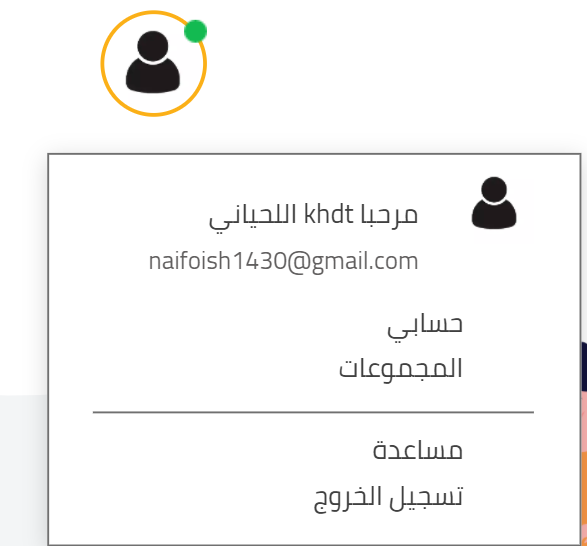 مرحبا khdt اللحياني
naifoish1430@gmail.com
حسابي
المجموعات
مساعدة
تسجيل الخروج